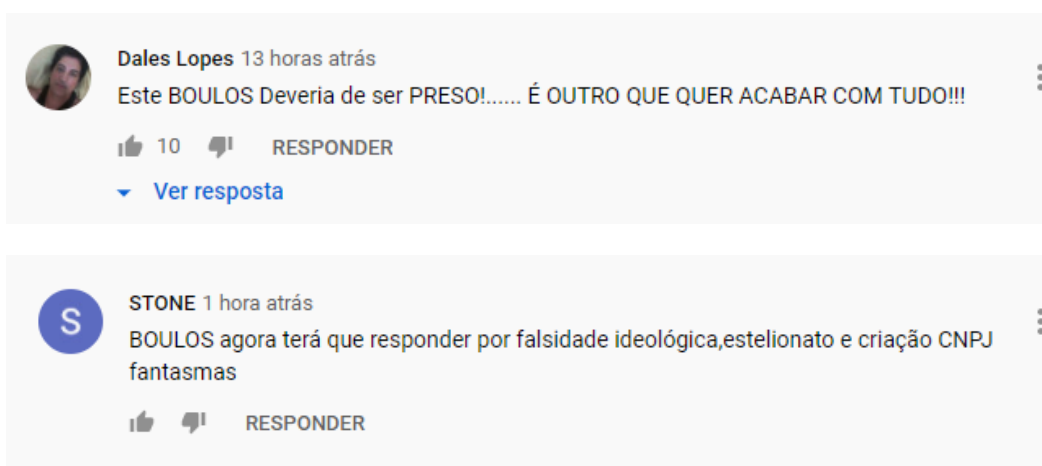 Dales Lopes 13 horas atrás
Este BOULOS Deveria de ser PRESO!...... É OUTRO QUE QUER ACABAR COM TUDO!!!
10 RESPONDER
Ver resposta
S
STONE 1 hora atrás
BOULOS agora terá que responder por falsidade ideológica,estelionato e criação CNPJ
fantasmas
RESPONDER